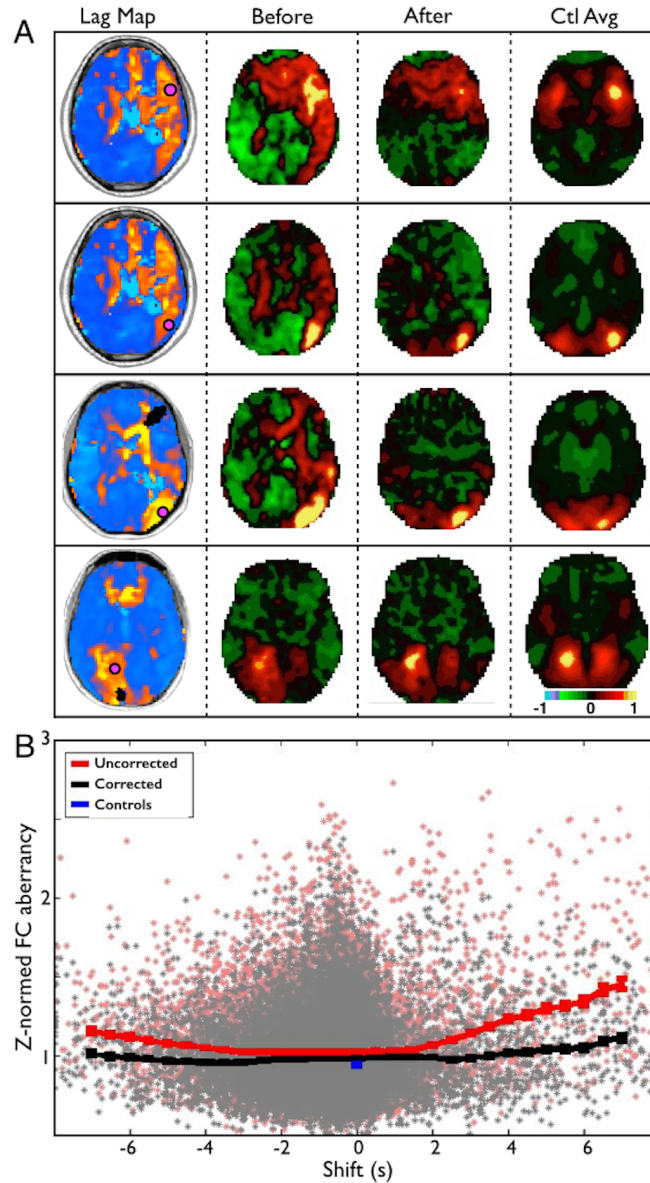 A
Lag Map Before After Ctl Avg
-1 0 1
B
3
Uncorrected
Corrected
Controls
2
1
Z-normed FC aberrancy
-6 -4 -2 0 2 4 6
Shift (s)